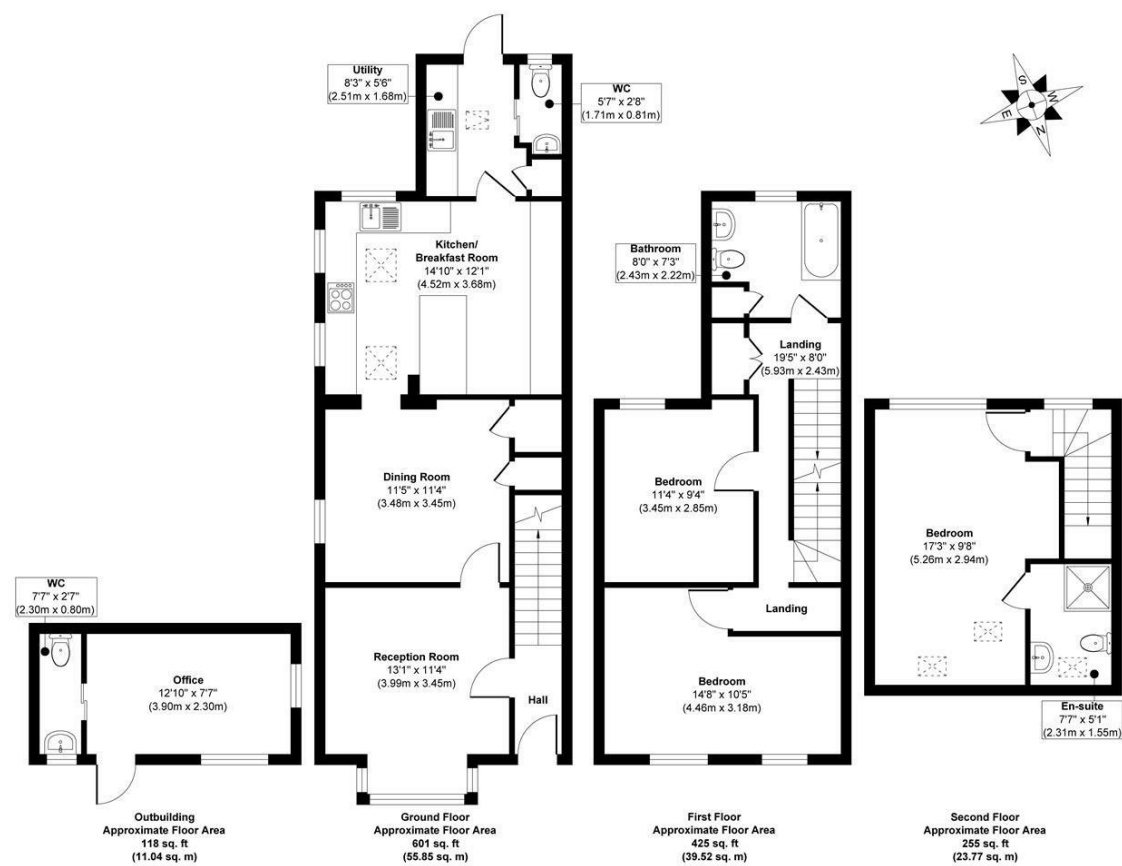 Utility
8'3" x 5'6"
(2.51m x 1.68m)
WC
5'7" x 2'8"
(1.71m x 0.81m)
S
W
E
N
Kitchen/
Breakfast Room
14'10" x 12'1"
(4.52m x 3.68m)
Bathroom
8'0" x 7'3"
(2.43m x 2.22m)
Landing
19'5" x 8'0"
(5.93m x 2.43m)
Dining Room
11'5" x 11'4"
(3.48m x 3.45m)
Bedroom
11'4" x 9'4"
(3.45m x 2.85m)
Bedroom
17'3" x 9'8"
(5.26m x 2.94m)
WC
7'7" x 2'7"
(2.30m x 0.80m)
Landing
Office
12'10" x 7'7"
(3.90m x 2.30m)
Reception Room
13'1" x 11'4"
(3.99m x 3.45m)
Hall
Bedroom
14'8" x 10'5"
(4.46m x 3.18m)
En-suite
7'7" x 5'1"
(2.31m x 1.55m)
Outbuilding
Approximate Floor Area
118 sq. ft
(11.04 sq. m)
Ground Floor
Approximate Floor Area
601 sq. ft
(55.85 sq. m)
First Floor
Approximate Floor Area
425 sq. ft
(39.52 sq. m)
Second Floor
Approximate Floor Area
255 sq. ft
(23.77 sq. m)